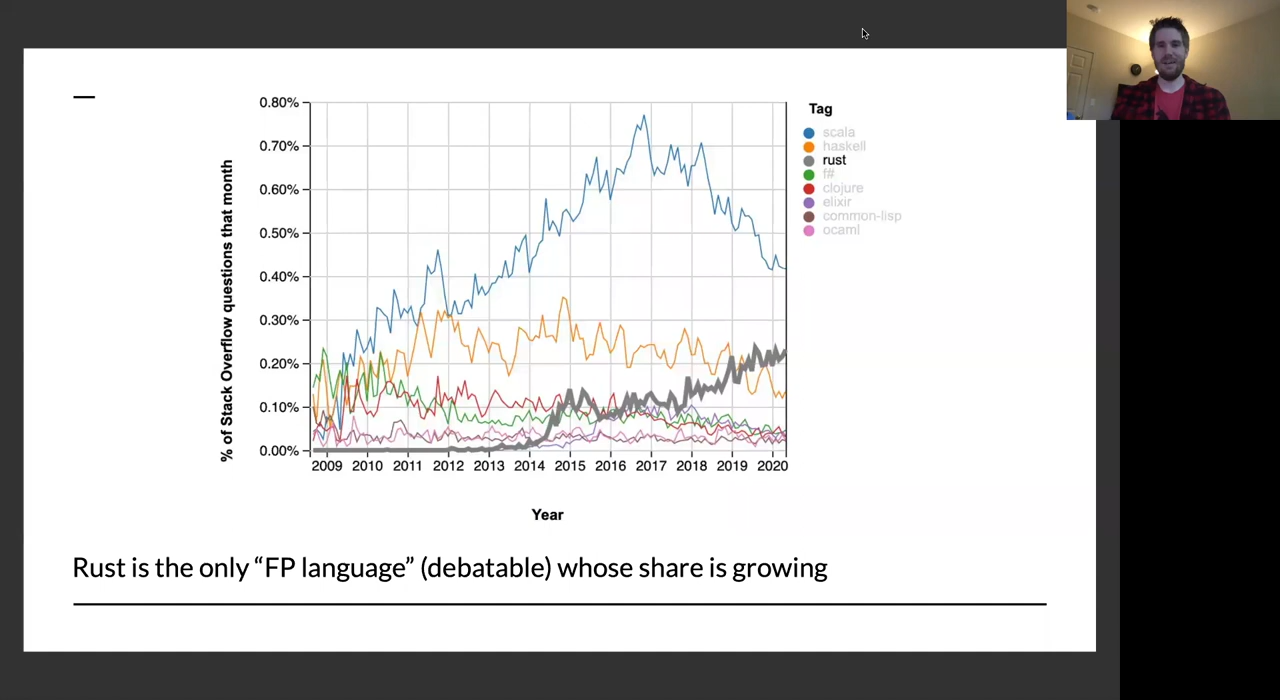 % of Stack Overflow questions that month
0.80%
0.70%
0.60%
0.50%
0.40%
0.30%
0.20%
0.10%
0.00%
2009 2010 2011 2012 2013 2014 2015 2016 2017 2018 2019 2020
Year
Tag
scala
haskell
rust
f#
clojure
elixir
common-lisp
ocaml
Rust is the only “FP language” (debatable) whose share is growing